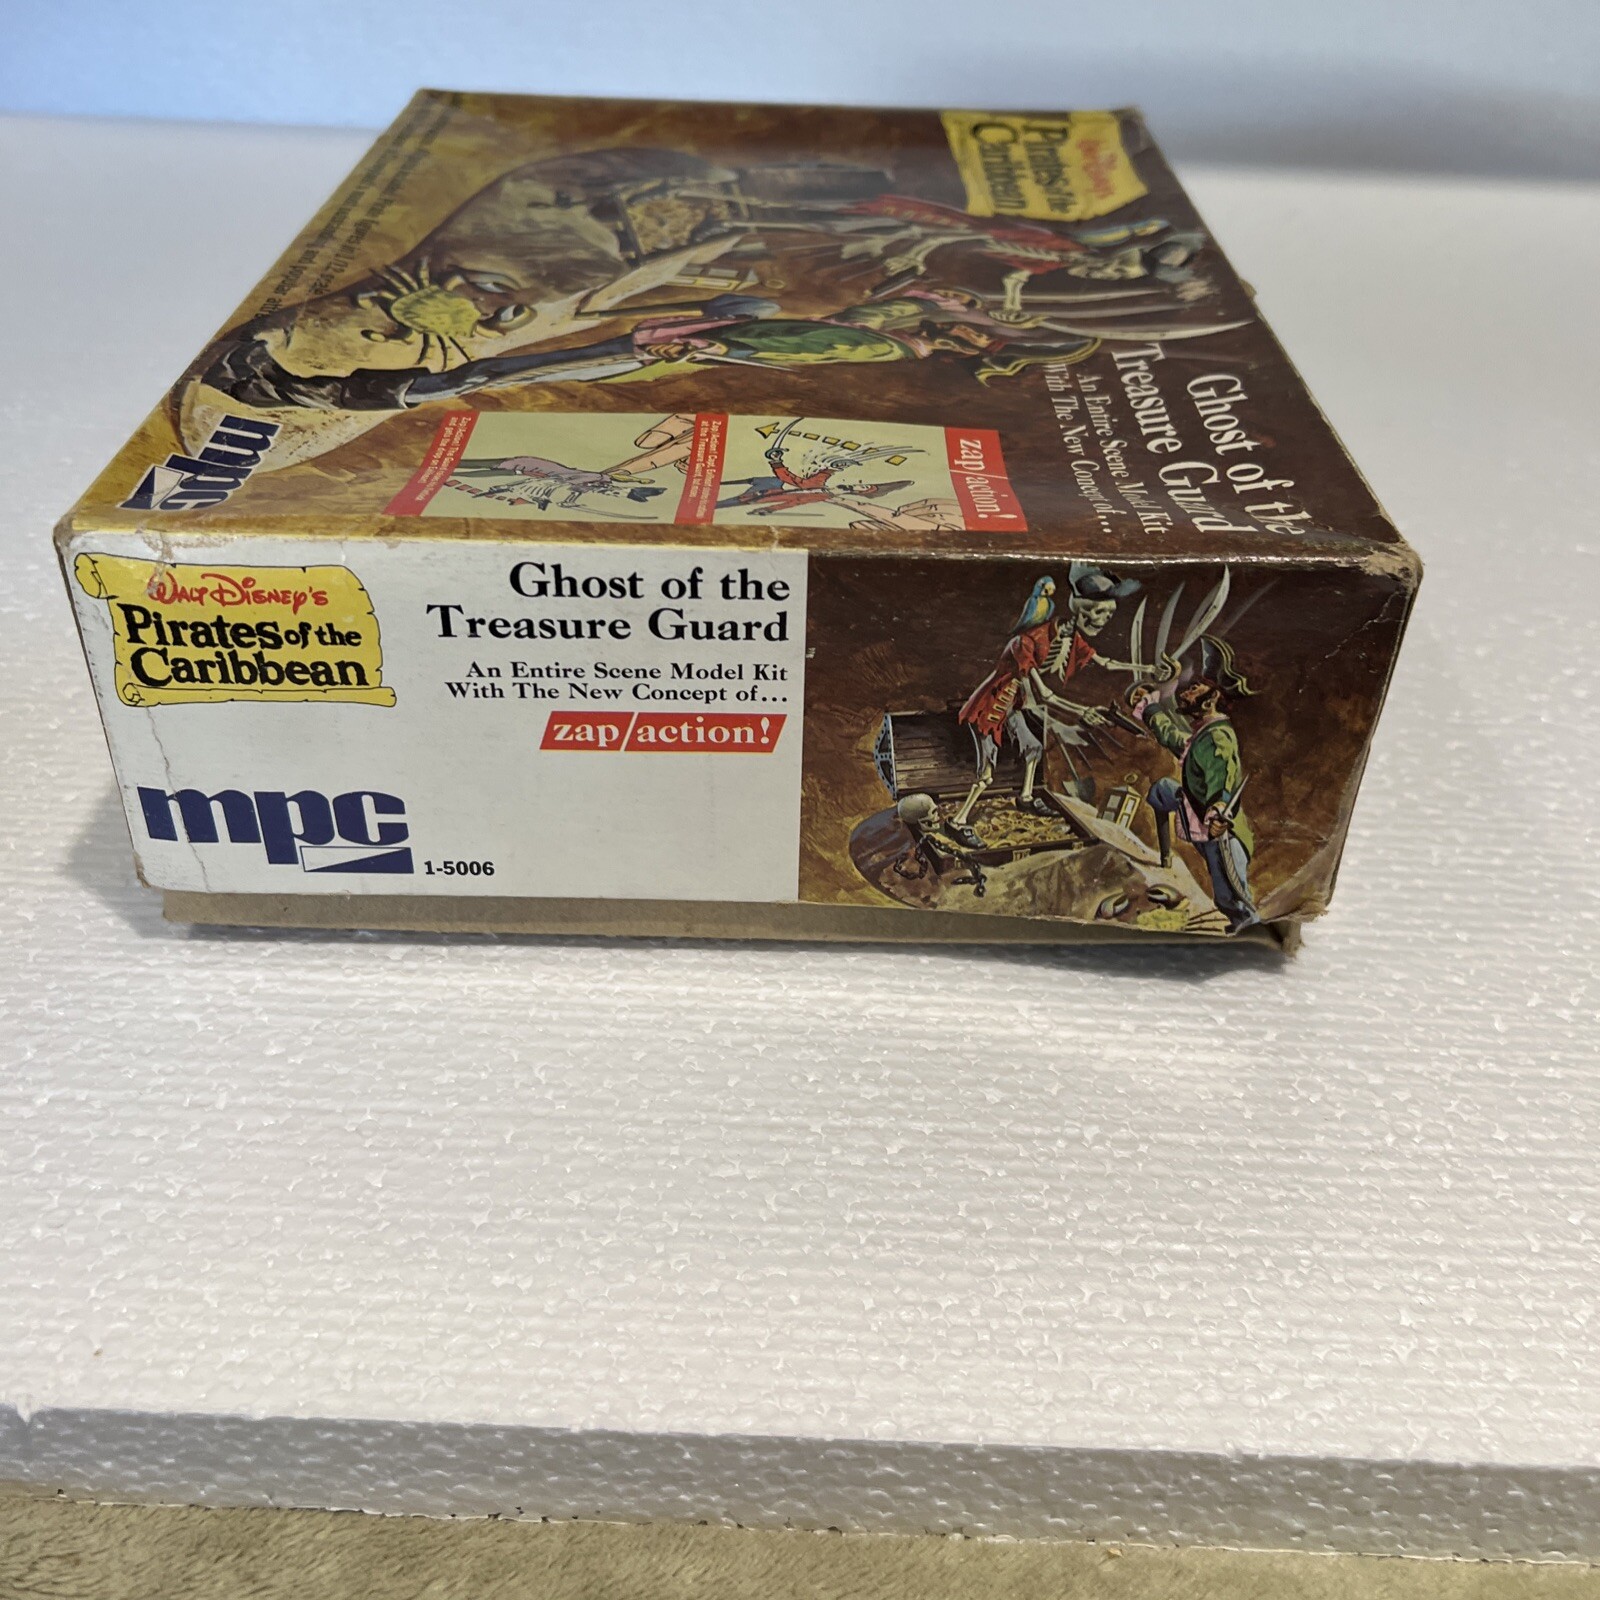 Walt Disney's
Pirates of the
Caribbean
Ghost of the
Treasure Guard
An Entire Scene Model Kit
With The New Concept of...
zap/action!
mpc
1-5006
Walt Disney's
Pirates of the
Caribbean
Ghost of the
Treasure Guard
An Entire Scene Model Kit
With The New Concept of...
zap/action!
mpc